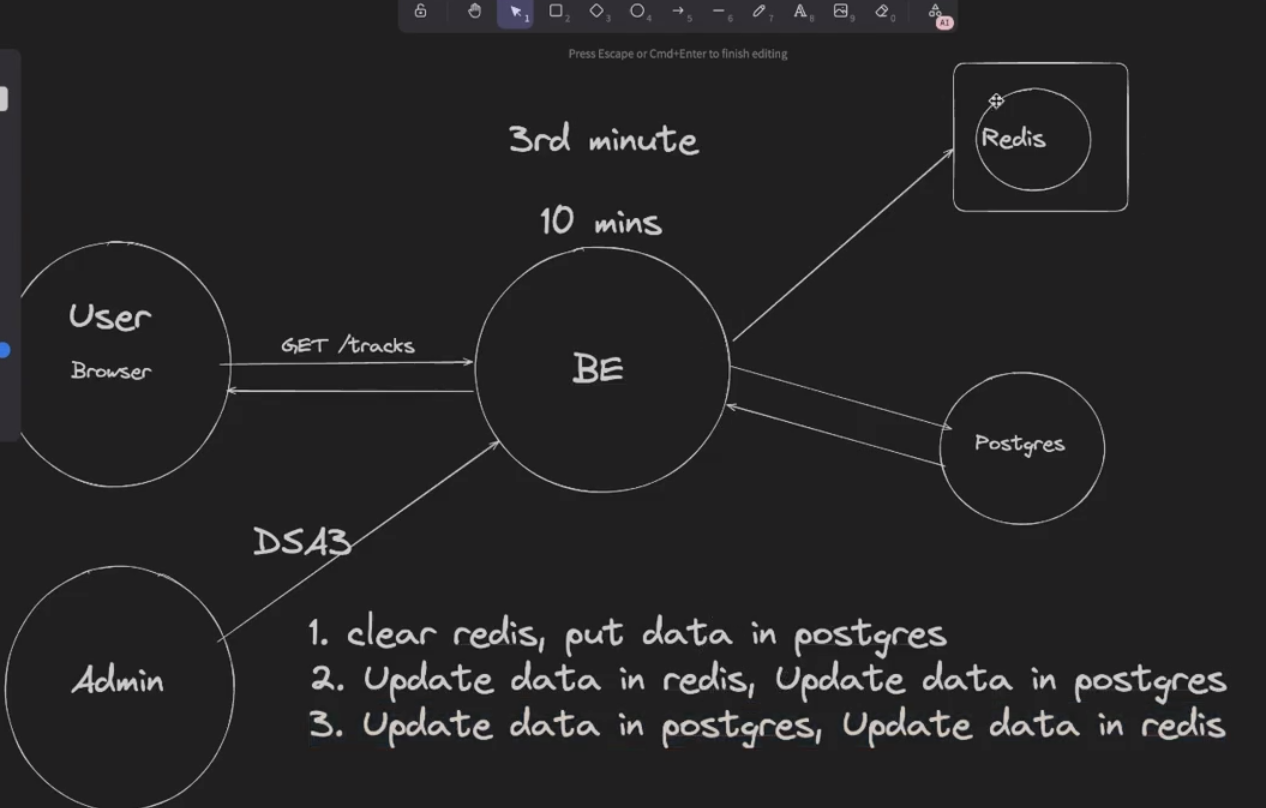 1
2
3
4
5
6
7
8
9
0
AI
Press Escape or Cmd+Enter to finish editing
3rd minute
10 mins
Redis
User
Browser
GET /tracks
BE
Postgres
DSA3
Admin
1. clear redis, put data in postgres
2. Update data in redis, Update data in postgres
3. Update data in postgres, Update data in redis